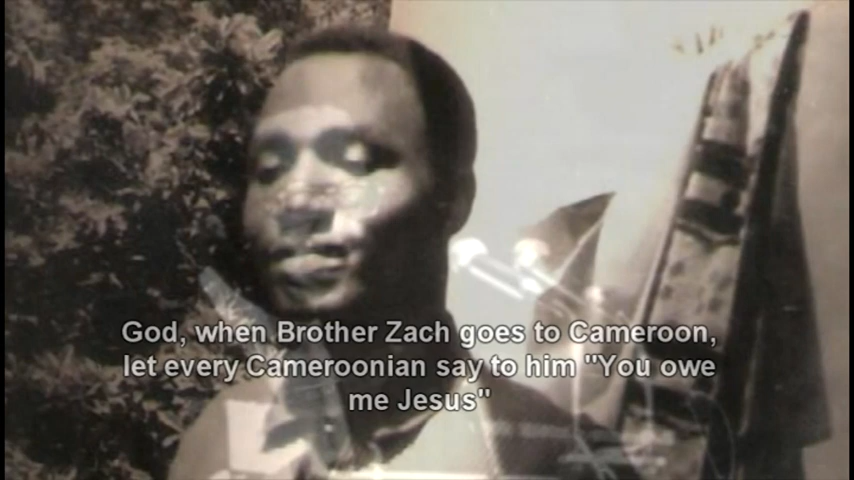 God, when Brother Zach goes to Cameroon,
let every Cameroonian say to him "You owe
me Jesus"